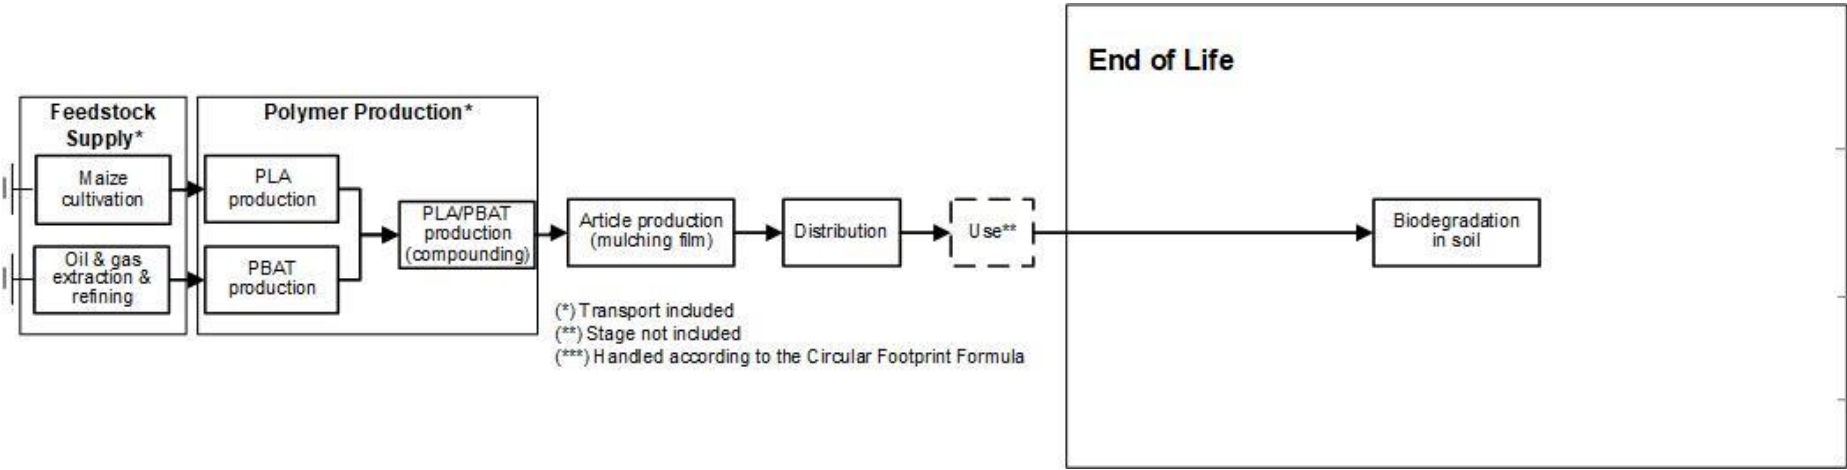 End of Life
Feedstock
Supply*
Polymer Production*
Maize
cultivation
PLA
production
Oil & gas
extraction &
refining
PBAT
production
PLA/PBAT
production
(compounding)
Article production
(mulching film)
Distribution
Use**
Biodegradation
in soil
(*) Transport included
(**) Stage not included
(***) Handled according to the Circular Footprint Formula